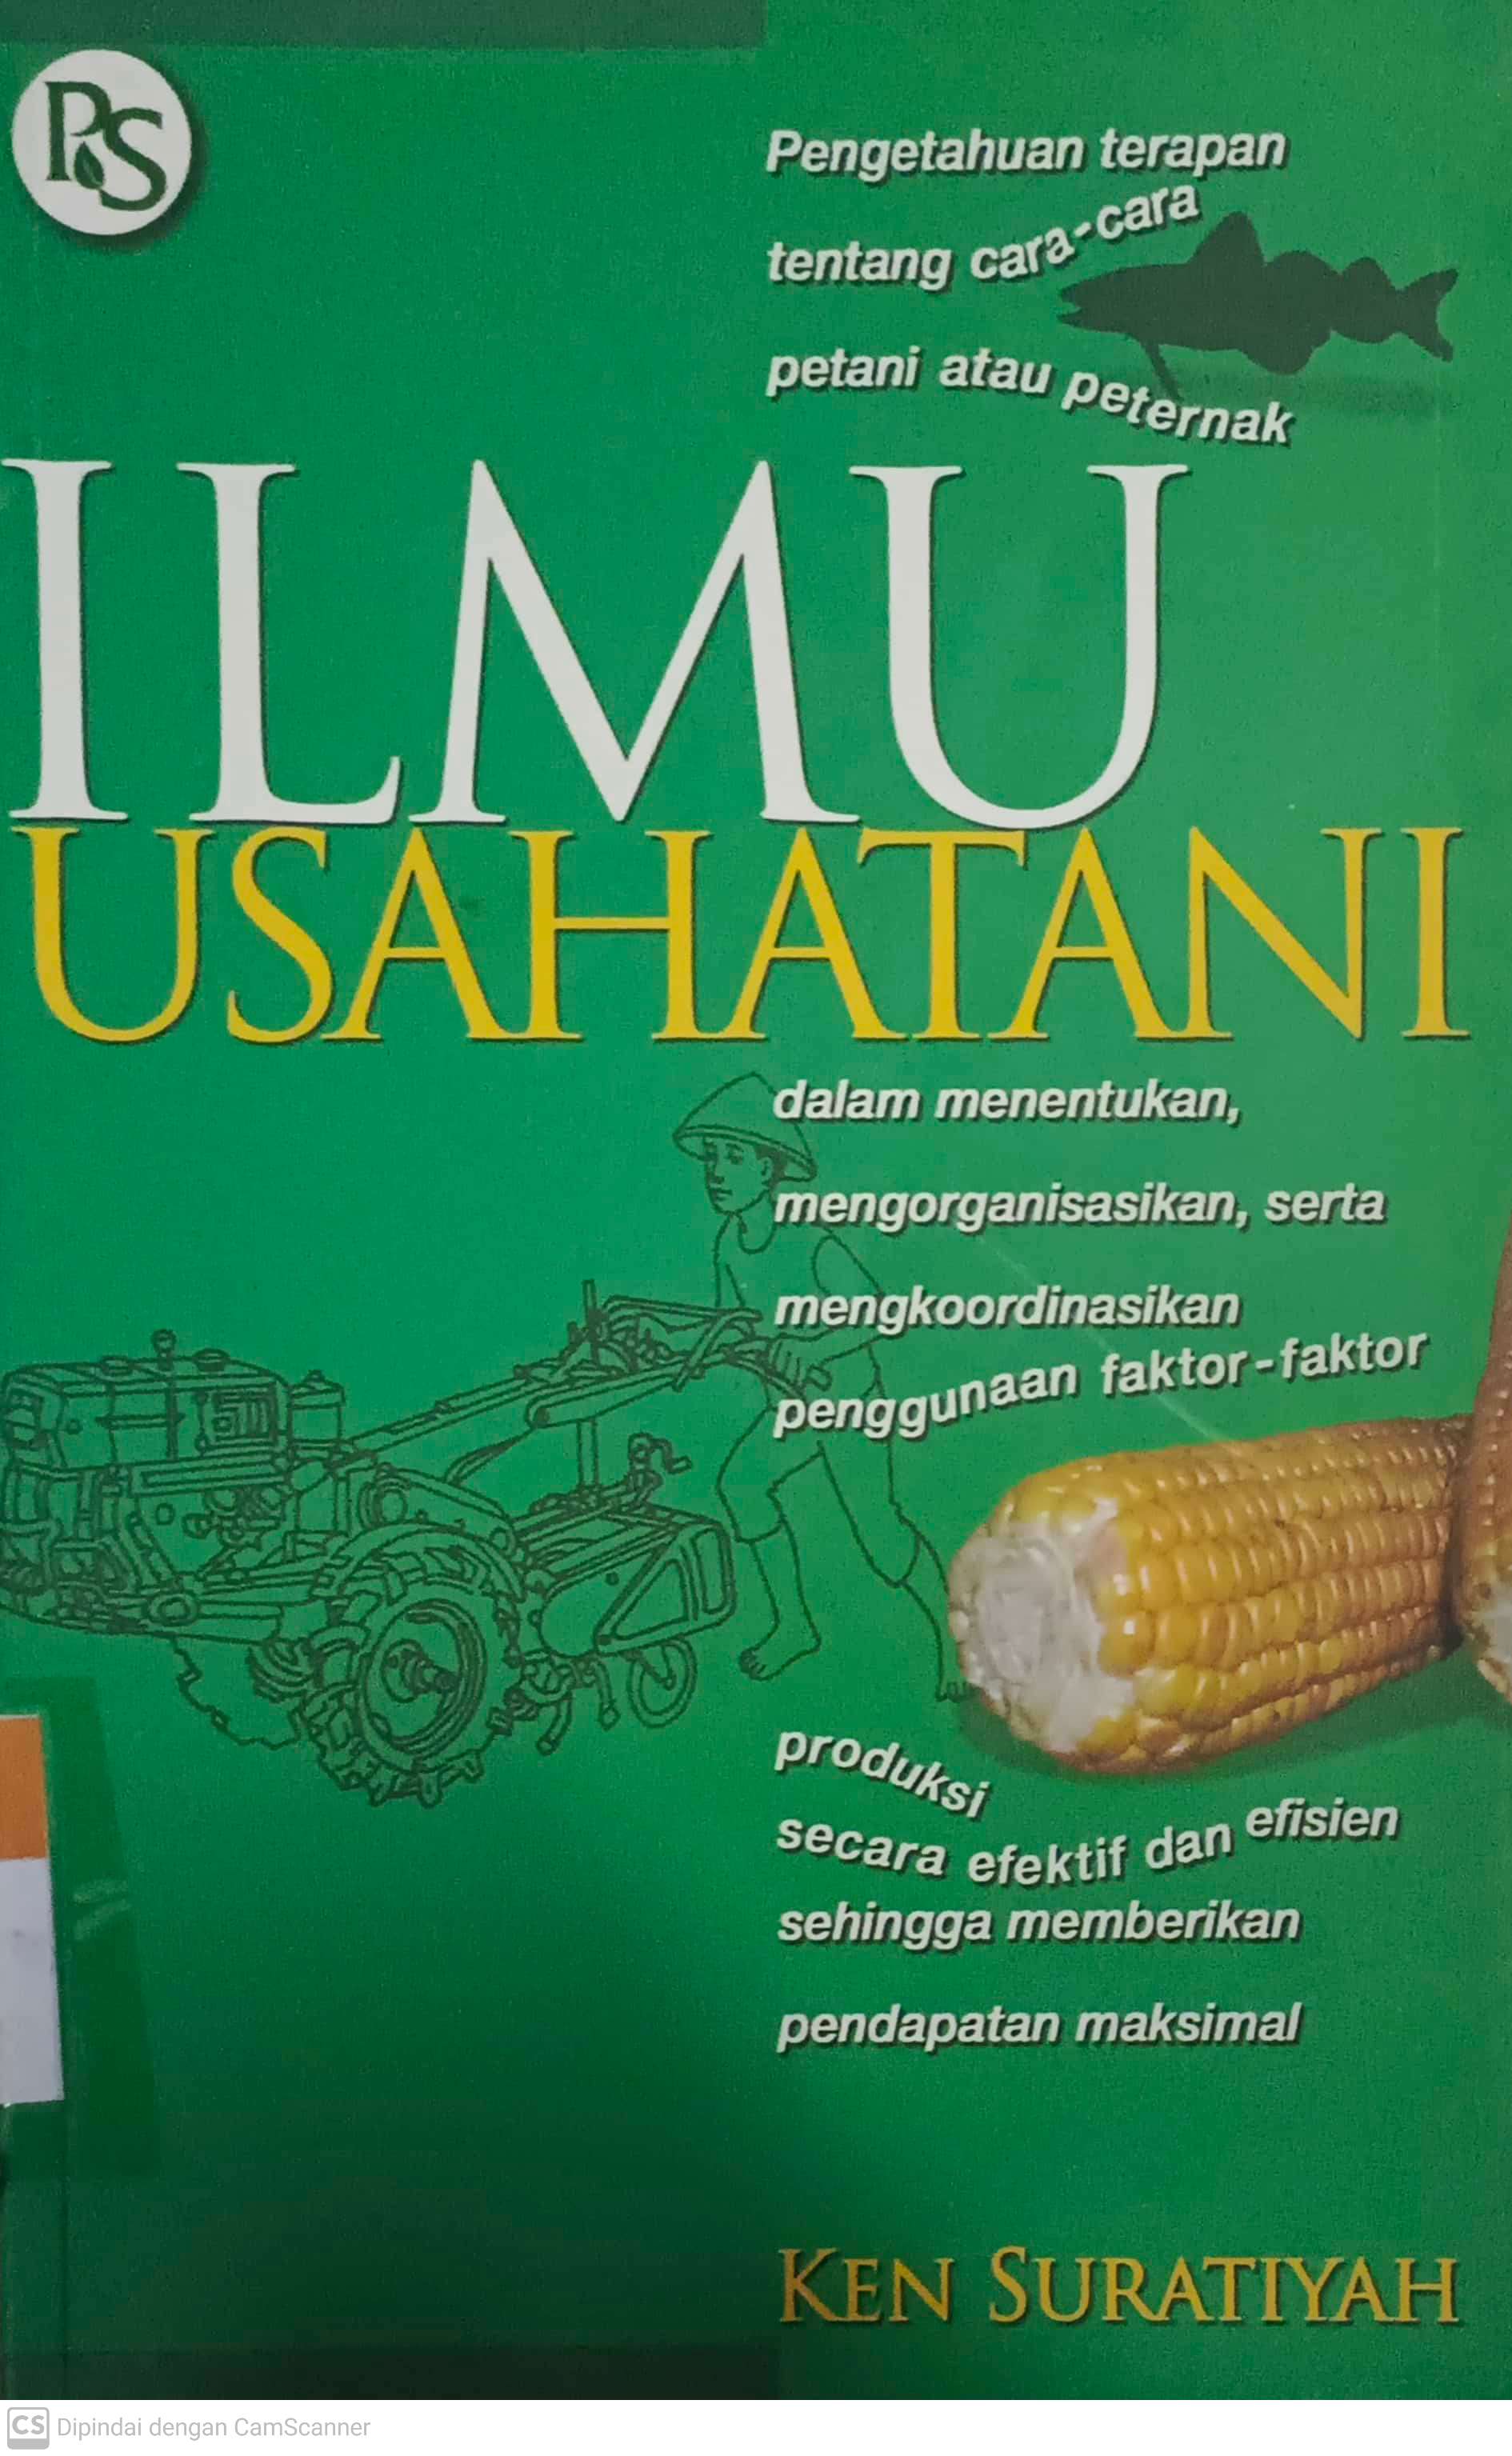 PS
Pengetahuan terapan
tentang cara-cara
petani atau peternak
ILMU
USAHATANI
dalam menentukan,
mengorganisasikan, serta
mengkoordinasikan
penggunaan faktor-faktor
produksi
secara efektif dan efisien
sehingga memberikan
pendapatan maksimal
KEN SURATIYAH
CS Dipindai dengan CamScanner